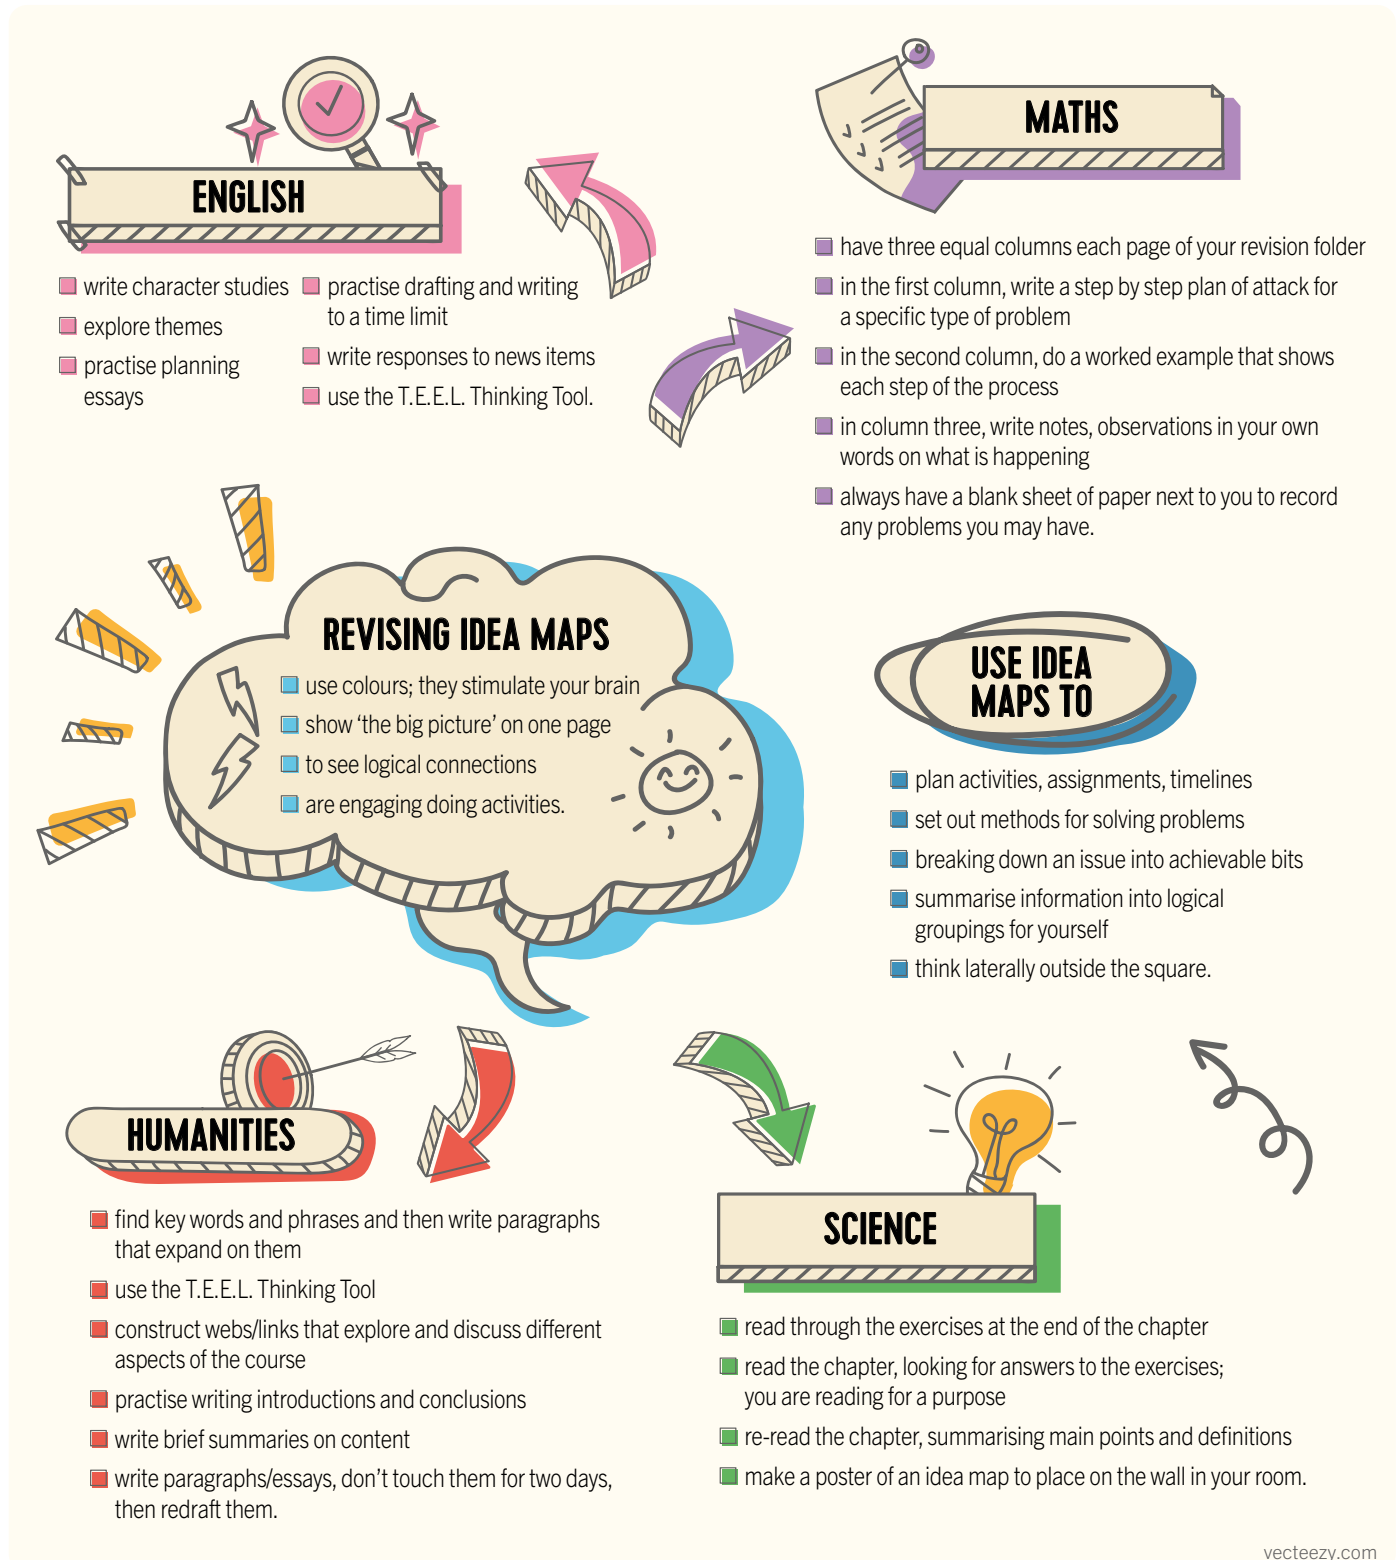 ENGLISH
write character studies
explore themes
practise planning
essays
practise drafting and writing
to a time limit
write responses to news items
use the T.E.E.L. Thinking Tool.
MATHS
have three equal columns each page of your revision folder
in the first column, write a step by step plan of attack for
a specific type of problem
in the second column, do a worked example that shows
each step of the process
in column three, write notes, observations in your own
words on what is happening
always have a blank sheet of paper next to you to record
any problems you may have.
REVISING IDEA MAPS
use colours; they stimulate your brain
show ‘the big picture’ on one page
to see logical connections
are engaging doing activities.
USE IDEA
MAPS TO
plan activities, assignments, timelines
set out methods for solving problems
breaking down an issue into achievable bits
summarise information into logical
groupings for yourself
think laterally outside the square.
HUMANITIES
find key words and phrases and then write paragraphs
that expand on them
use the T.E.E.L. Thinking Tool
construct webs/links that explore and discuss different
aspects of the course
practise writing introductions and conclusions
write brief summaries on content
write paragraphs/essays, don’t touch them for two days,
then redraft them.
SCIENCE
read through the exercises at the end of the chapter
read the chapter, looking for answers to the exercises;
you are reading for a purpose
re-read the chapter, summarising main points and definitions
make a poster of an idea map to place on the wall in your room.
vecteezy.com